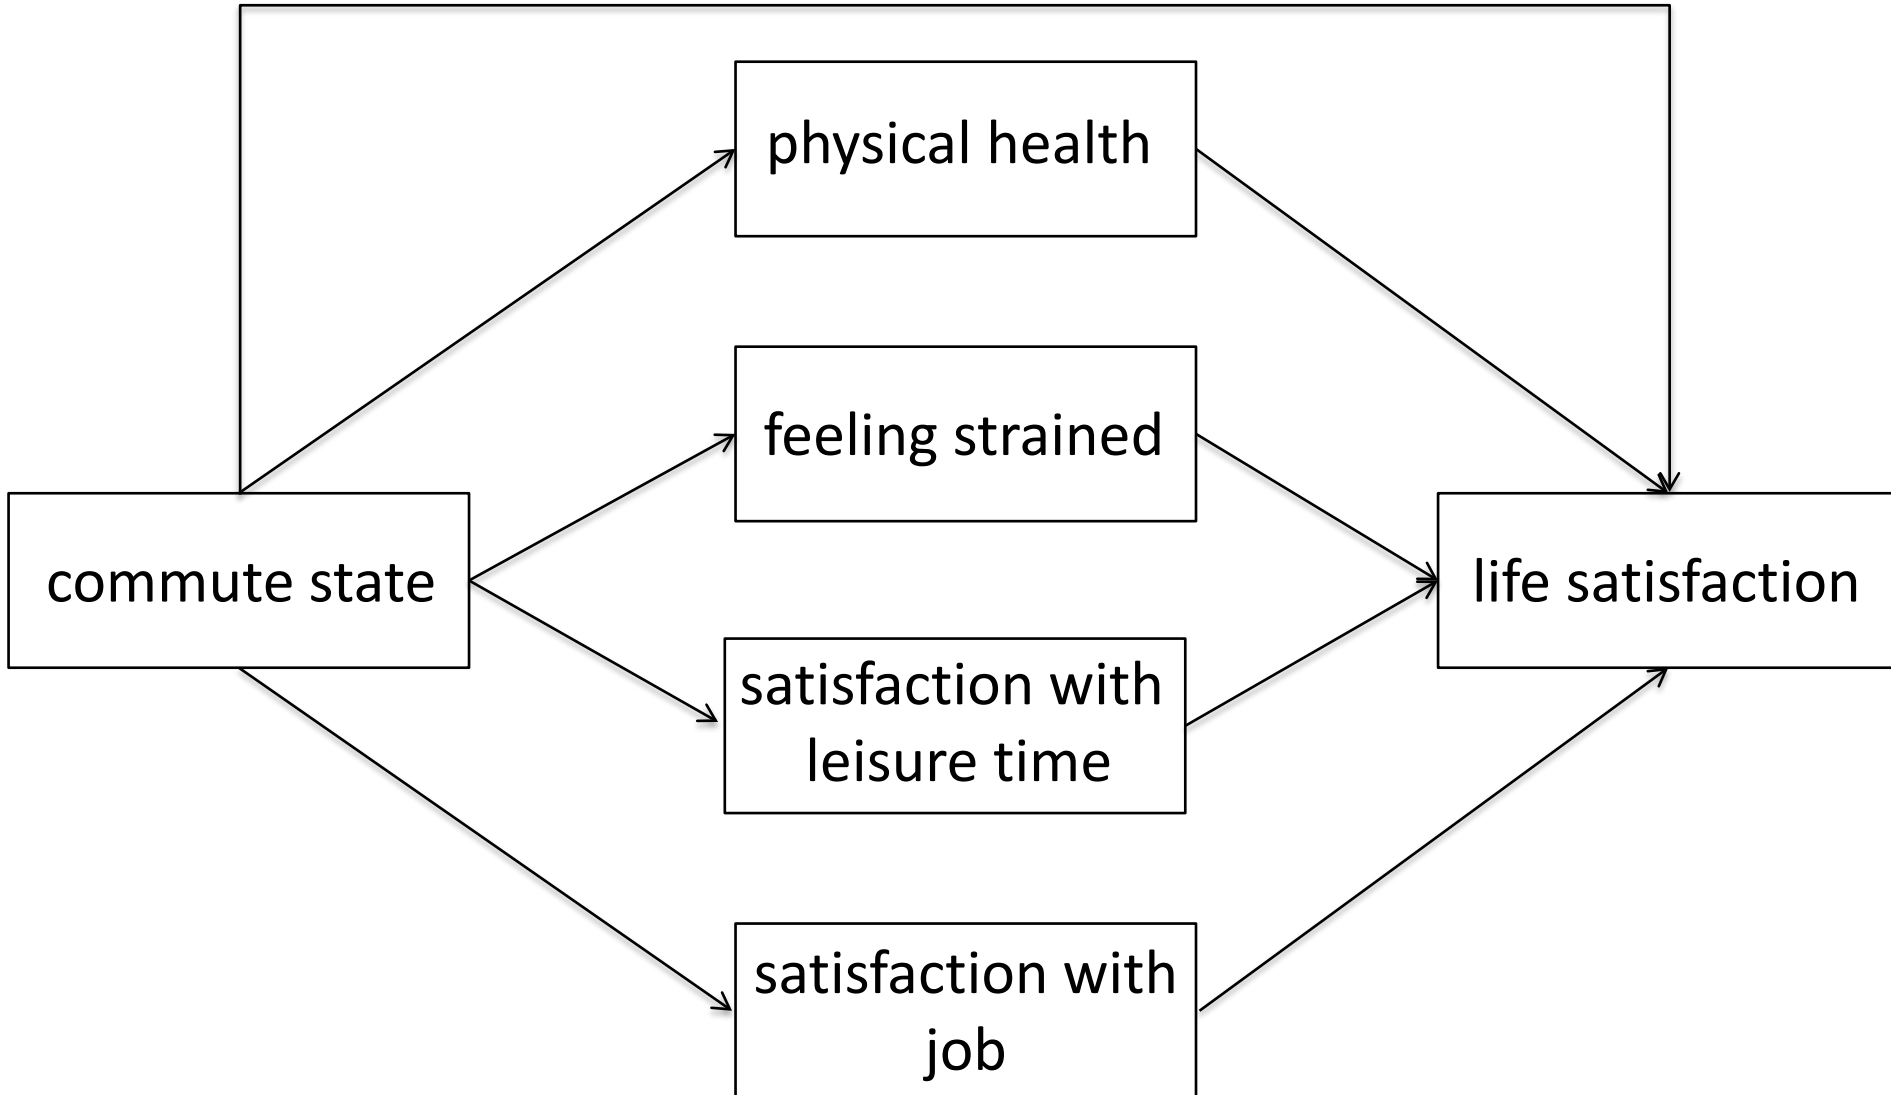 physical health
feeling strained
commute state
life satisfaction
satisfaction with
leisure time
satisfaction with
job